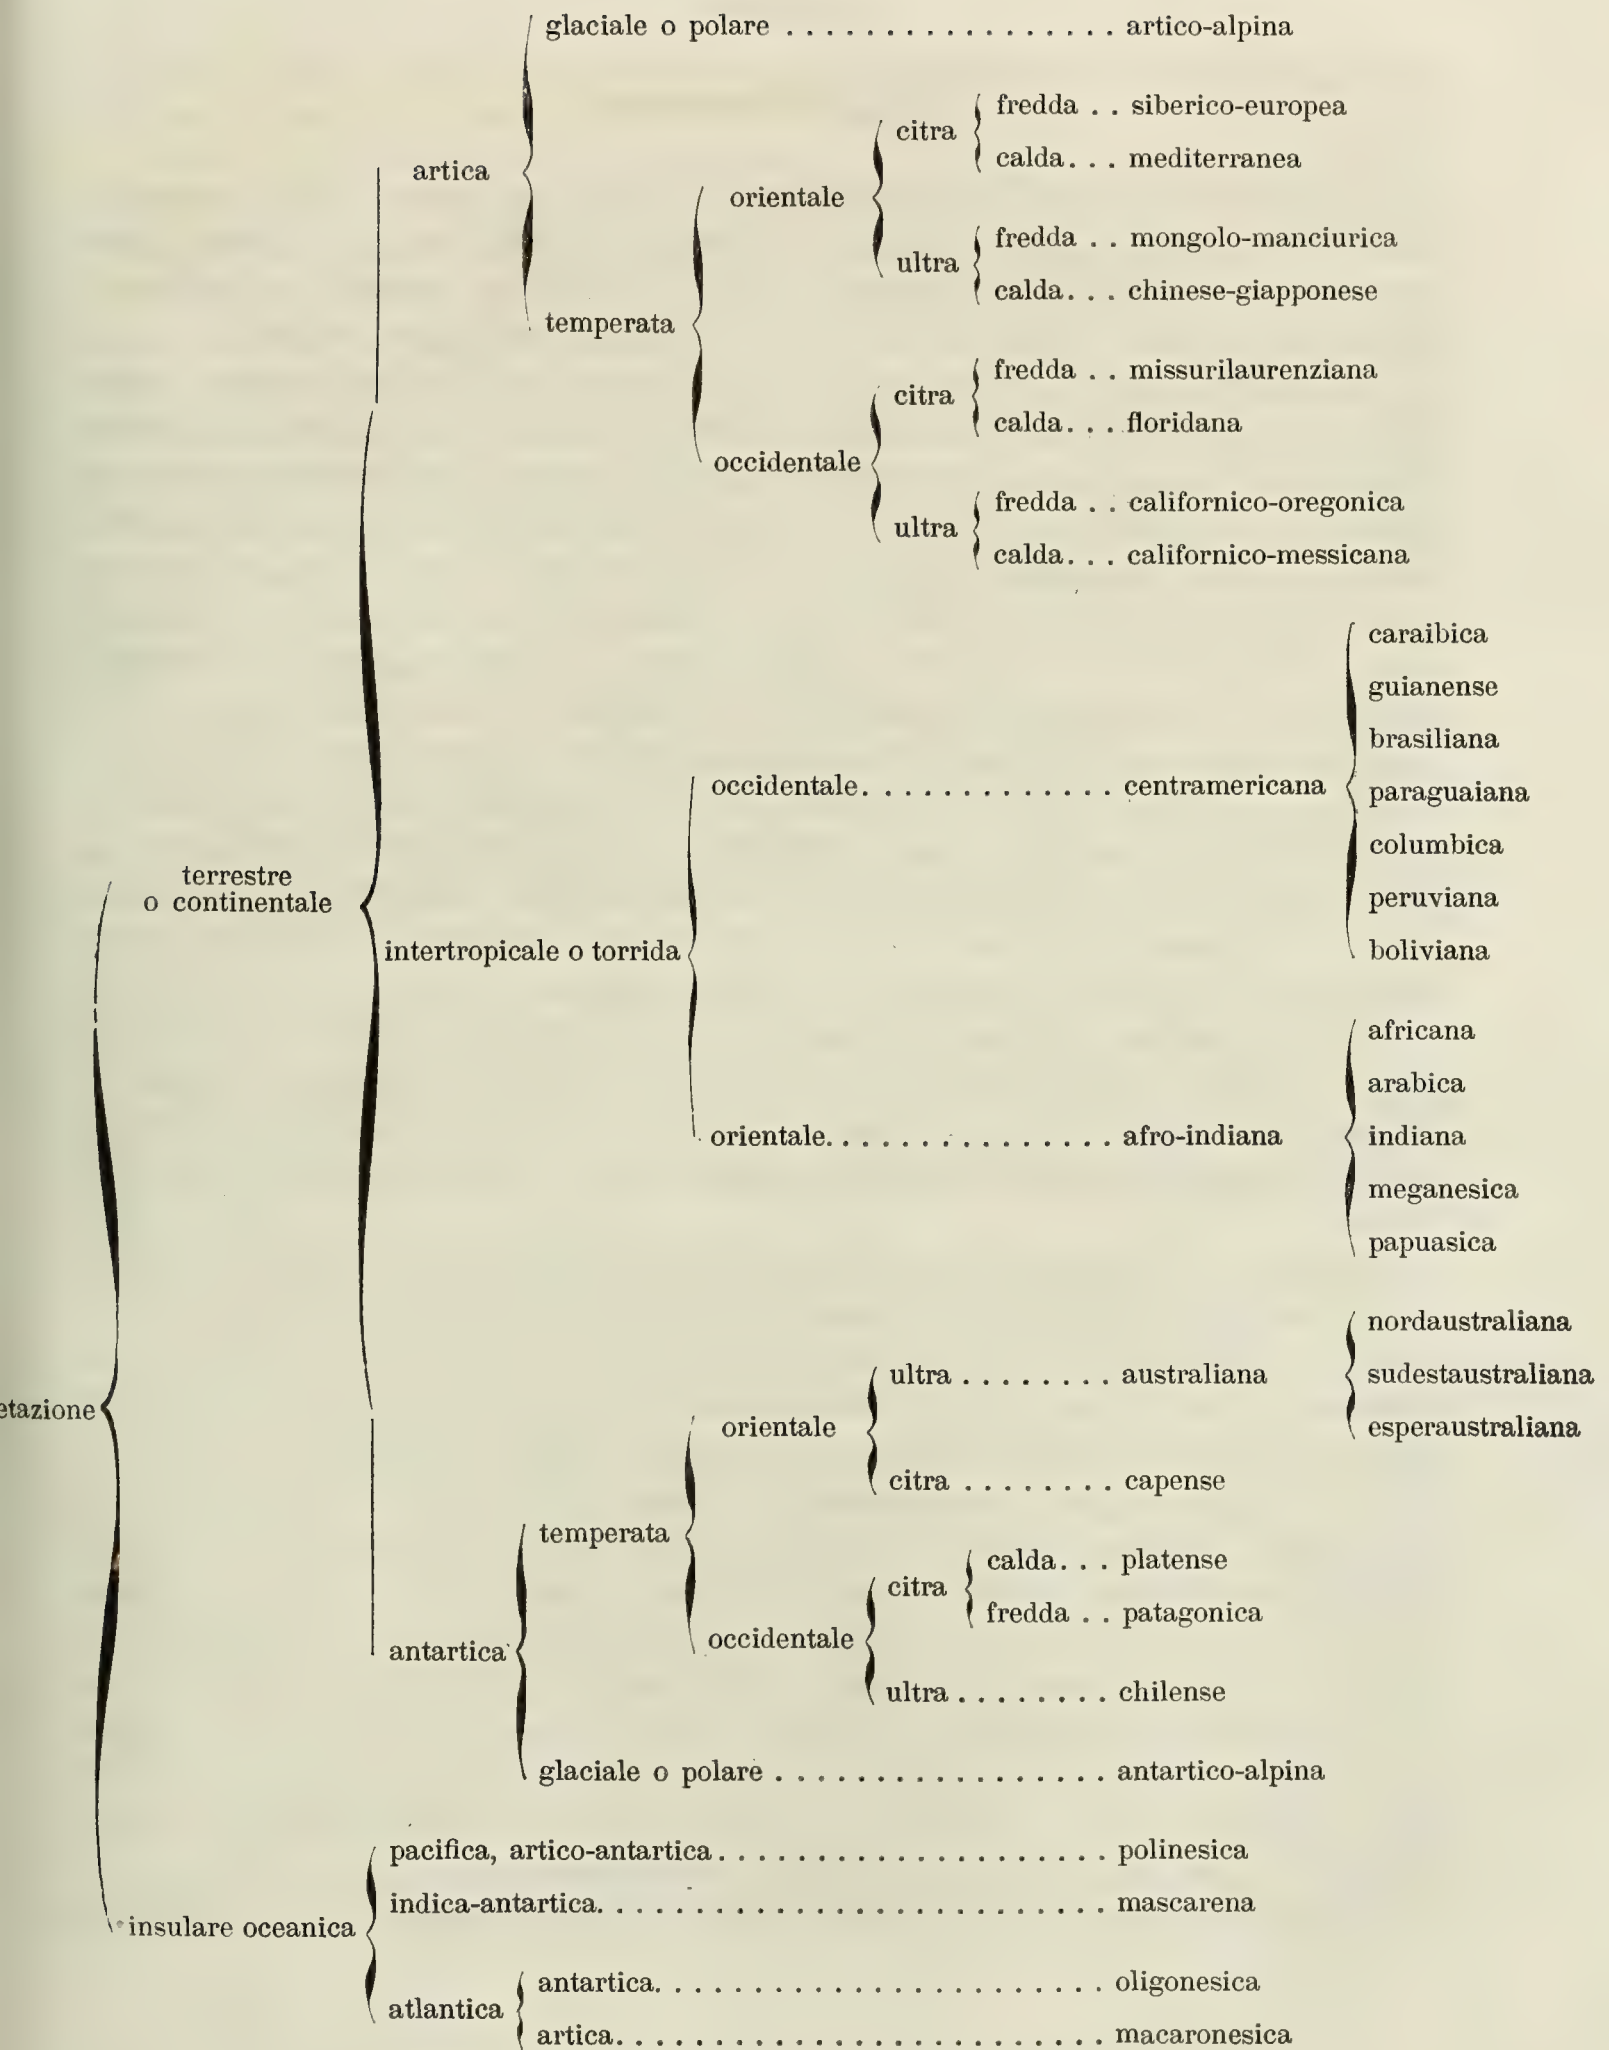 glaciale o polare . . . . . . . . . . . . . . . . . artico-alpina
fredda . . siberico-europea
citra
calda. . . mediterranea
artica
orientale
fredda . . mongolo-manciurica
ultra
calda. . . chinese-giapponese
temperata
fredda . . missurilaurenziana
citra
calda. . . floridana
occidentale
fredda . . californico-oregonica
ultra
calda. . . californico-messicana
caraibica
guianense
brasiliana
occidentale. . . . . . . . . . . . . centramericana
paraguaiana
columbica
terrestre
o continentale
peruviana
intertropicale o torrida
boliviana
africana
arabica
orientale. . . . . . . . . . . . . . . afro-indiana
indiana
meganesica
papuasica
nordaustraliana
ultra . . . . . . . . australiana
sudestaustraliana
etazione
orientale
esperaustraliana
citra . . . . . . . . capense
temperata
calda. . . platense
citra
fredda . . patagonica
occidentale
antartica
ultra . . . . . . . . chilense
glaciale o polare . . . . . . . . . . . . . . . . . antartico-alpina
pacifica, artico-antartica. . . . . . . . . . . . . . . . . . . . polinesica
indica-antartica. . . . . . . . . . . . . . . . . . . . . . . . . . mascarena
insulare oceanica
antartica. . . . . . . . . . . . . . . . . . . . . . . oligonesica
atlantica
artica. . . . . . . . . . . . . . . . . . . . . . . . . macaronesica